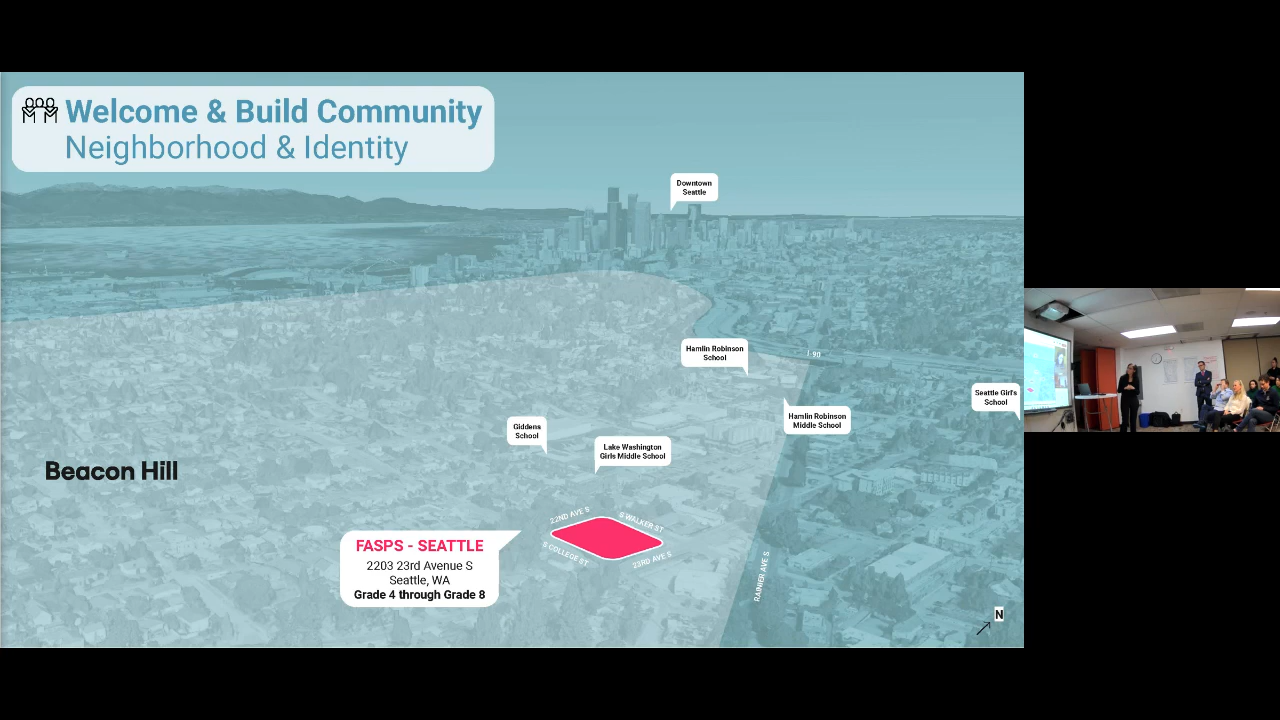 Welcome & Build Community
Neighborhood & Identity
Downtown
Seattle
Hamlin Robinson
School
I-90
Seattle Girl's
School
Hamlin Robinson
Middle School
Giddens
School
Lake Washington
Girls Middle School
Beacon Hill
22ND AVE S
S WALKER ST
S COLLEGE ST
23RD AVE S
FASPS - SEATTLE
2203 23rd Avenue S
Seattle, WA
Grade 4 through Grade 8
RAINIER AVE S
N